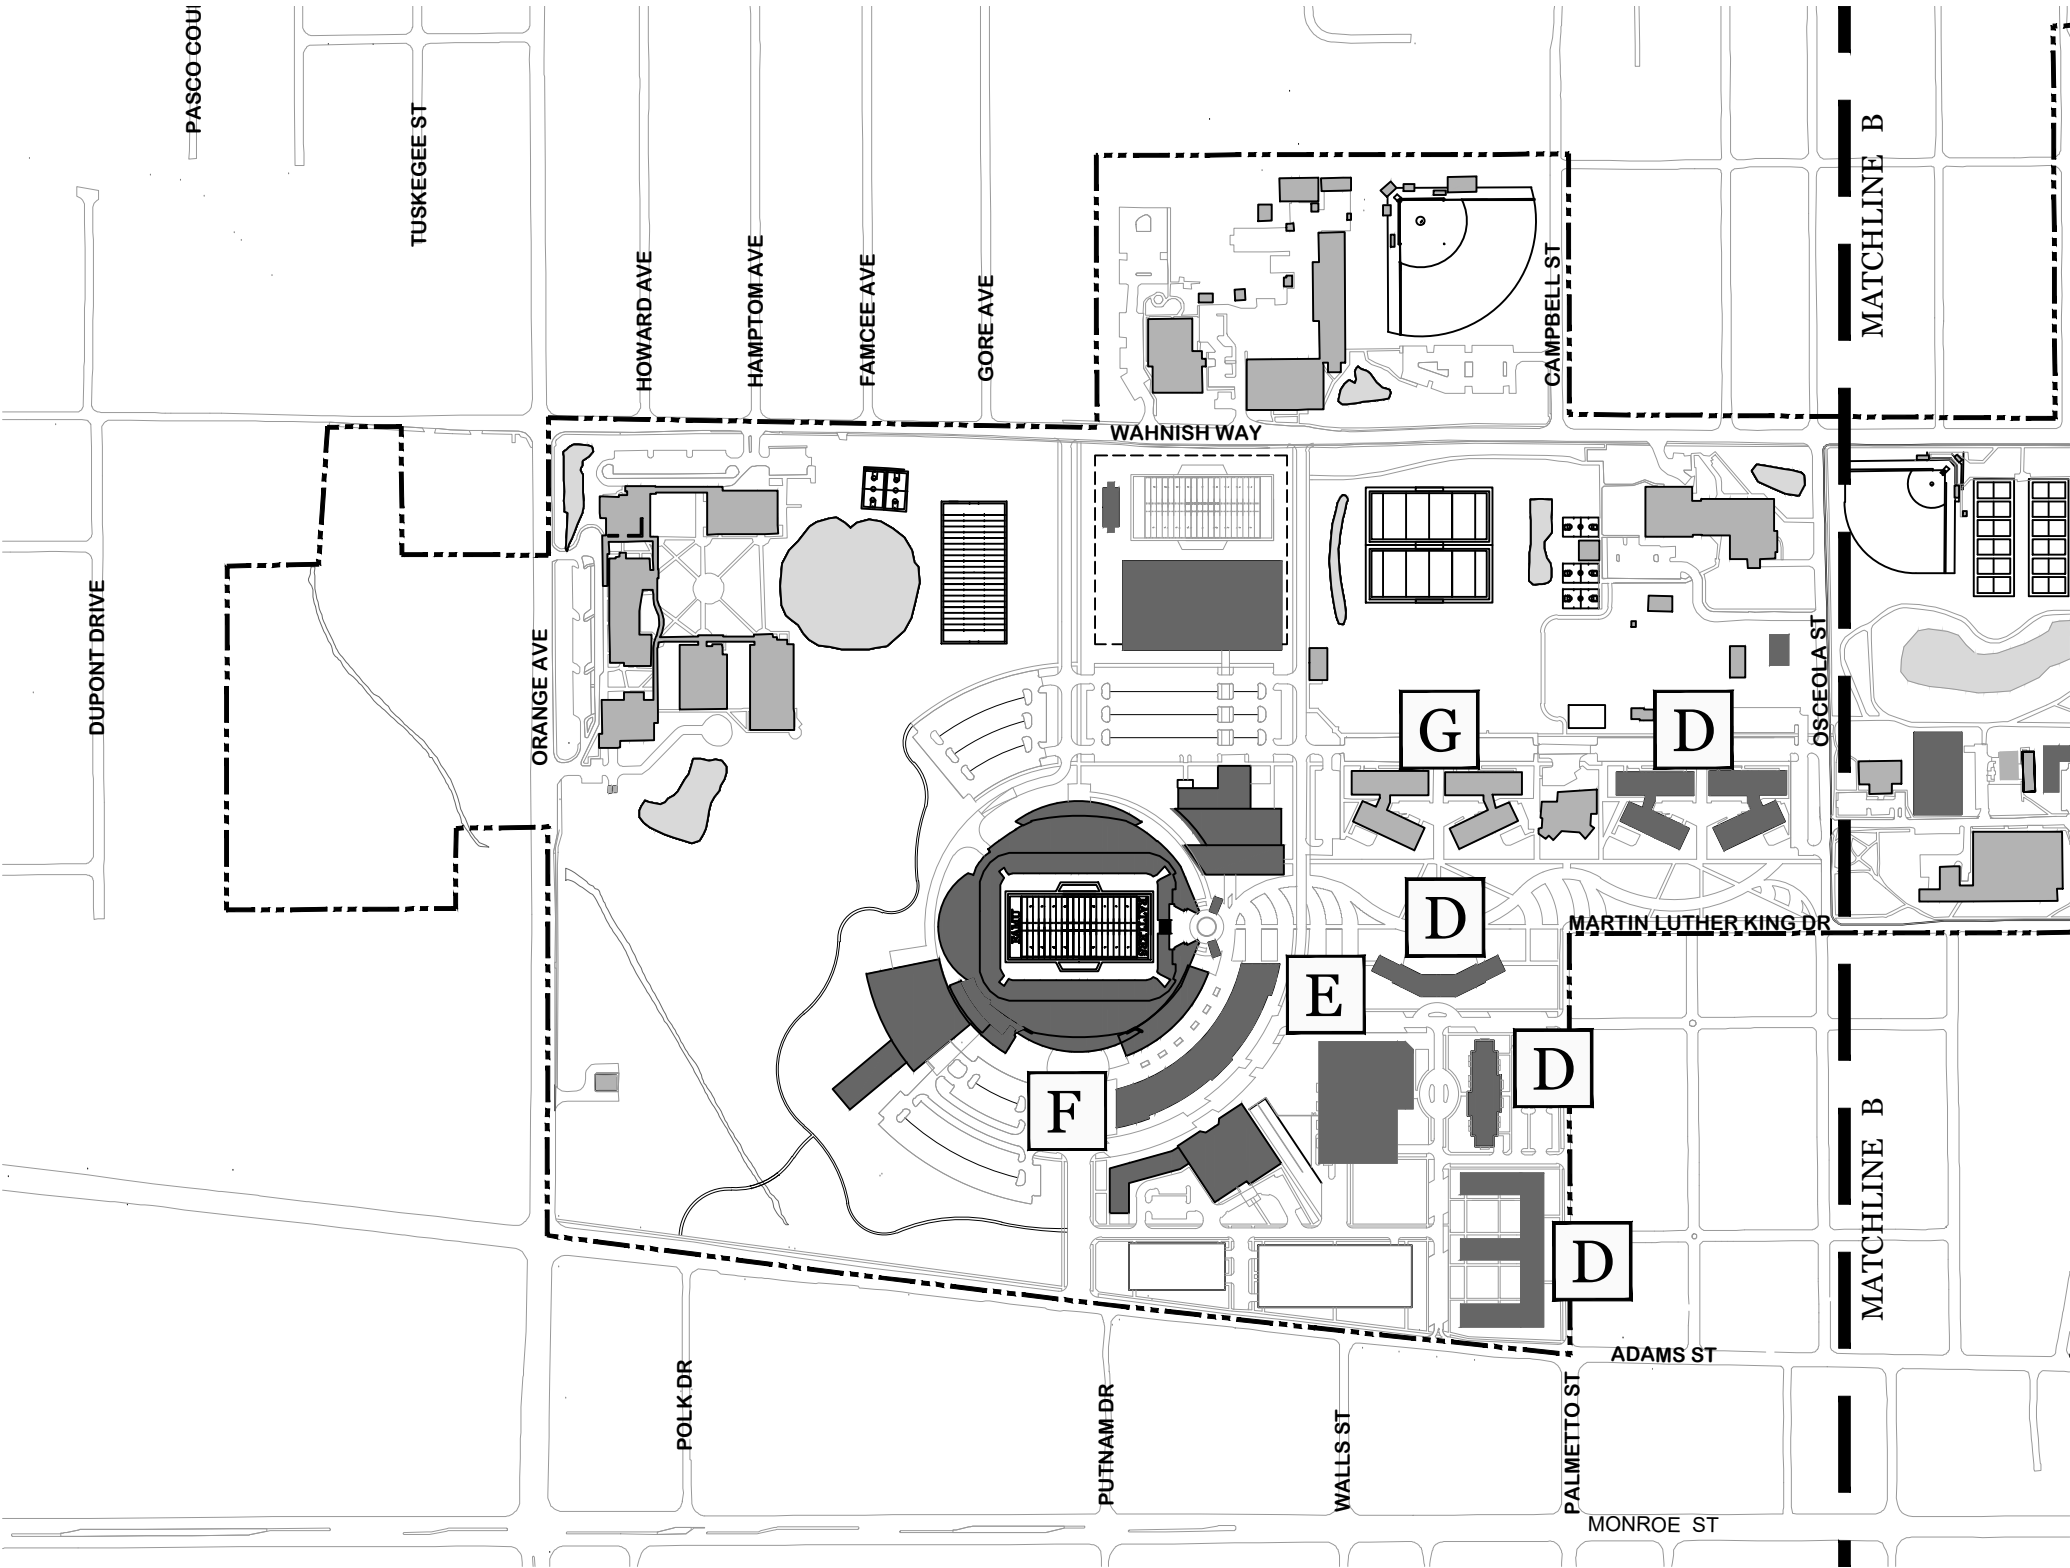 PASCO COU
TUSKEGEE ST
HOWARD AVE
HAMPTOM AVE
FAMCEE AVE
GORE AVE
CAMPBELL ST
MATCHLINE B
WAHNISH WAY
DUPONT DRIVE
ORANGE AVE
OSCEOLA ST
G
D
D
MARTIN LUTHER KING DR
E
D
F
D
MATCHLINE B
ADAMS ST
POLK DR
PUTNAM DR
WALLS ST
PALMETTO ST
MONROE ST
FAMU